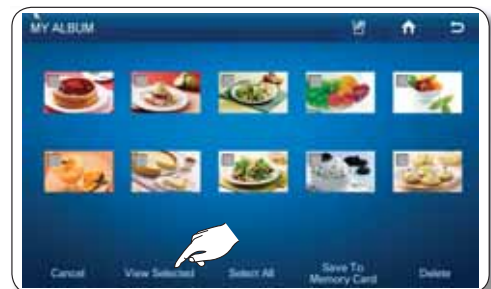 MY ALBUM
Cancel
View Selected
Select All
Save To
Memory Card
Delete